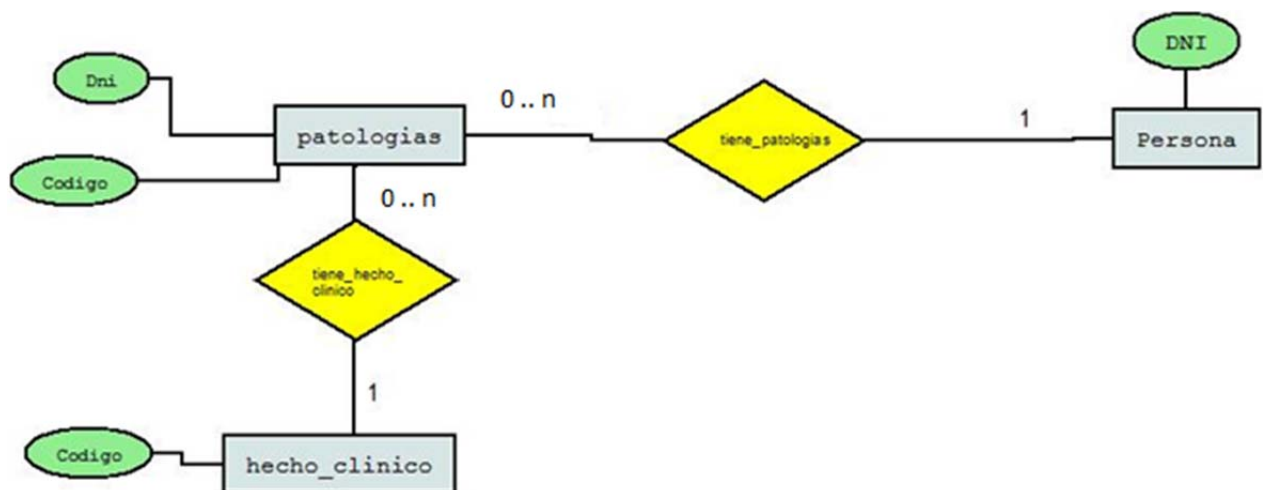 DNI
Dni
0 .. n
patologias
tiene_patologias
1
Persona
Codigo
0 .. n
tiene_hecho_
clinico
1
Codigo
hecho_clinico